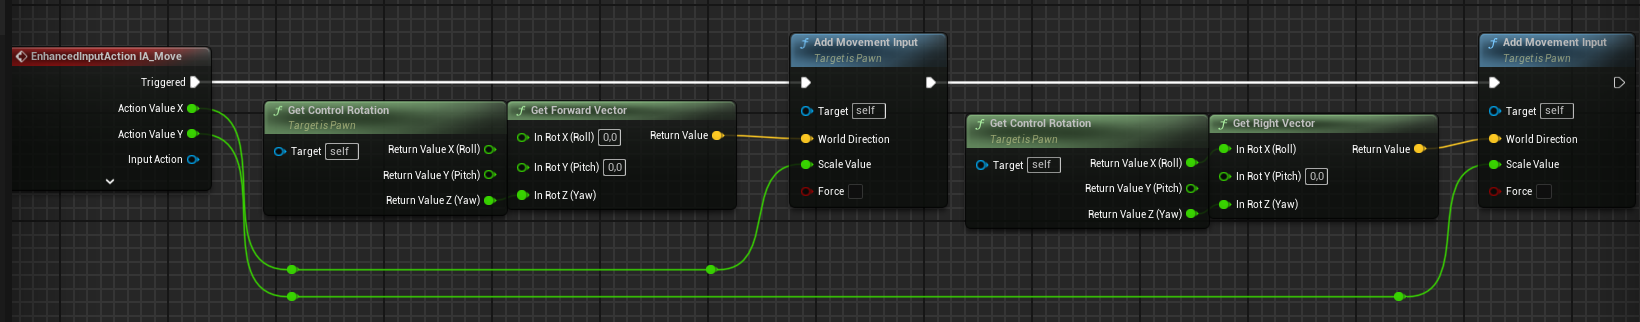 EnhancedInputAction IA_Move
Triggered
Action Value X
Action Value Y
Input Action
Get Control Rotation
Target is Pawn
Target self
Return Value X (Roll)
Return Value Y (Pitch)
Return Value Z (Yaw)
Get Forward Vector
In Rot X (Roll) 0,0
Return Value
In Rot Y (Pitch) 0,0
In Rot Z (Yaw)
Add Movement Input
Target is Pawn
Target self
World Direction
Scale Value
Force
Get Control Rotation
Target is Pawn
Target self
Return Value X (Roll)
Return Value Y (Pitch)
Return Value Z (Yaw)
Get Right Vector
In Rot X (Roll)
Return Value
In Rot Y (Pitch) 0,0
In Rot Z (Yaw)
Add Movement Input
Target is Pawn
Target self
World Direction
Scale Value
Force